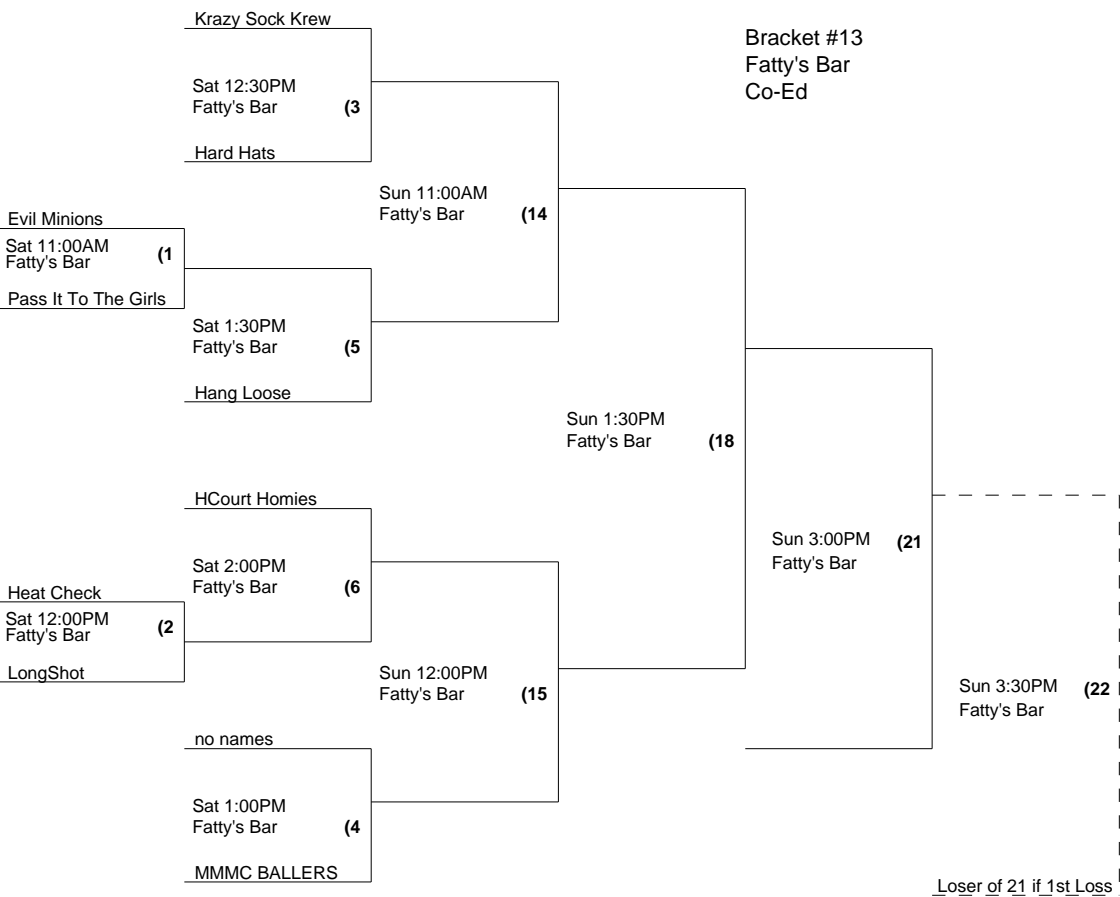 Krazy Sock Krew
Bracket #13
Fatty's Bar
Co-Ed
Sat 12:30PM
Fatty's Bar (3
Hard Hats
Sun 11:00AM
Fatty's Bar (14
Evil Minions
Sat 11:00AM
Fatty's Bar (1
Pass It To The Girls
Sat 1:30PM
Fatty's Bar (5
Hang Loose
Sun 1:30PM
Fatty's Bar (18
HCourt Homies
Sat 2:00PM
Fatty's Bar (6
Sun 3:00PM (21
Fatty's Bar
Heat Check
Sat 12:00PM
Fatty's Bar (2
LongShot
Sun 12:00PM
Fatty's Bar (15
Sun 3:30PM (22
Fatty's Bar
no names
Sat 1:00PM
Fatty's Bar (4
MMMC BALLERS
Loser of 21 if 1st Loss